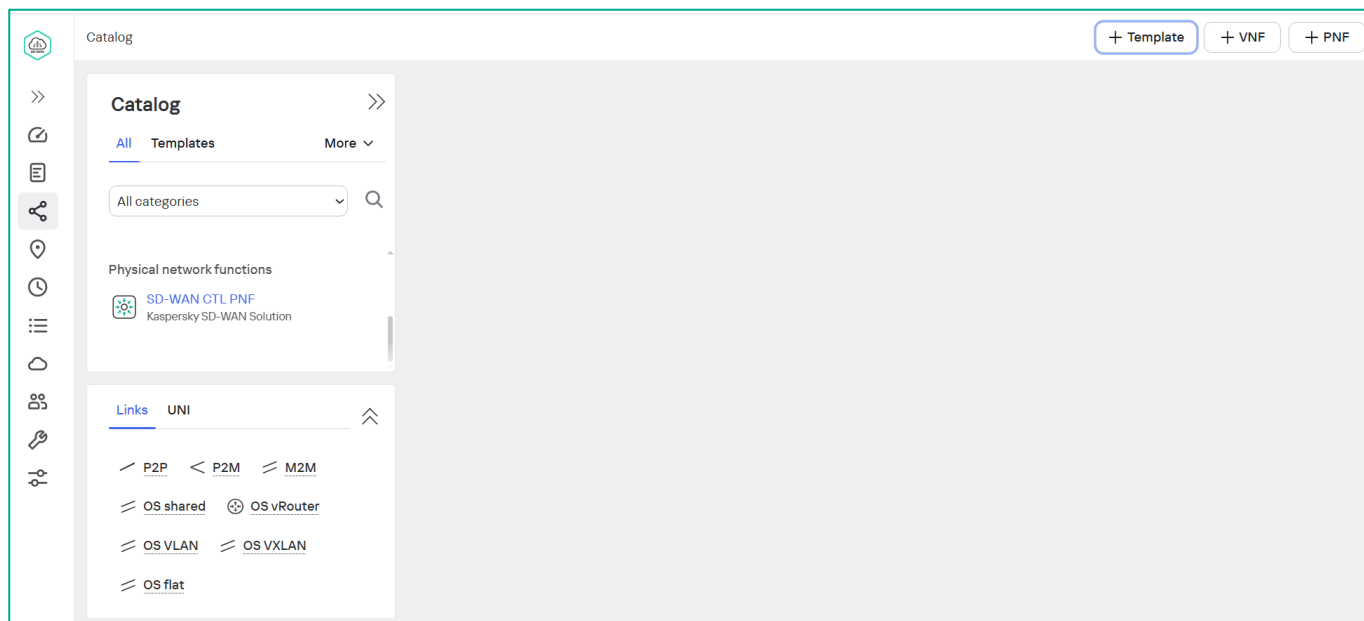 Catalog
+ Template
+ VNF
+ PNF
Catalog
All Templates More
All categories
Physical network functions
SD-WAN CTL PNF
Kaspersky SD-WAN Solution
Links UNI
P2P P2M M2M
OS shared OS vRouter
OS VLAN OS VXLAN
OS flat